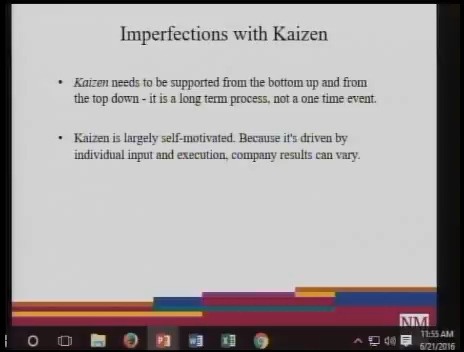 Imperfections with Kaizen
• Kaizen needs to be supported from the bottom up and from
the top down - it is a long term process, not a one time event.
• Kaizen is largely self-motivated. Because it's driven by
individual input and execution, company results can vary.
NM
11:55 AM
6/21/2016